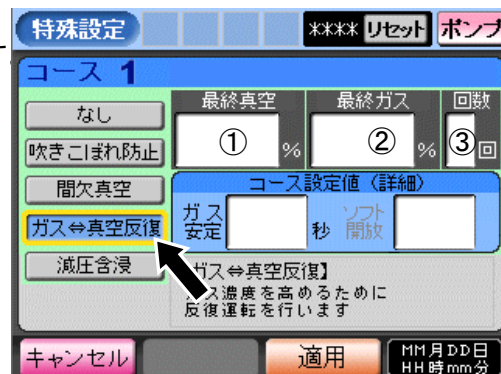 特殊設定
**** リセット
ポンプ
コース 1
なし
吹きこぼれ防止
間欠真空
ガス⇔真空反復
減圧含浸
最終真空
最終ガス
回数
① %
② %
③ 回
コース設定値(詳細)
ガス安定
秒
ソフト開放
ガス⇔真空反復】
ガス濃度を高めるために
反復運転を行います
キャンセル
適用
MM月DD日
HH時mm分